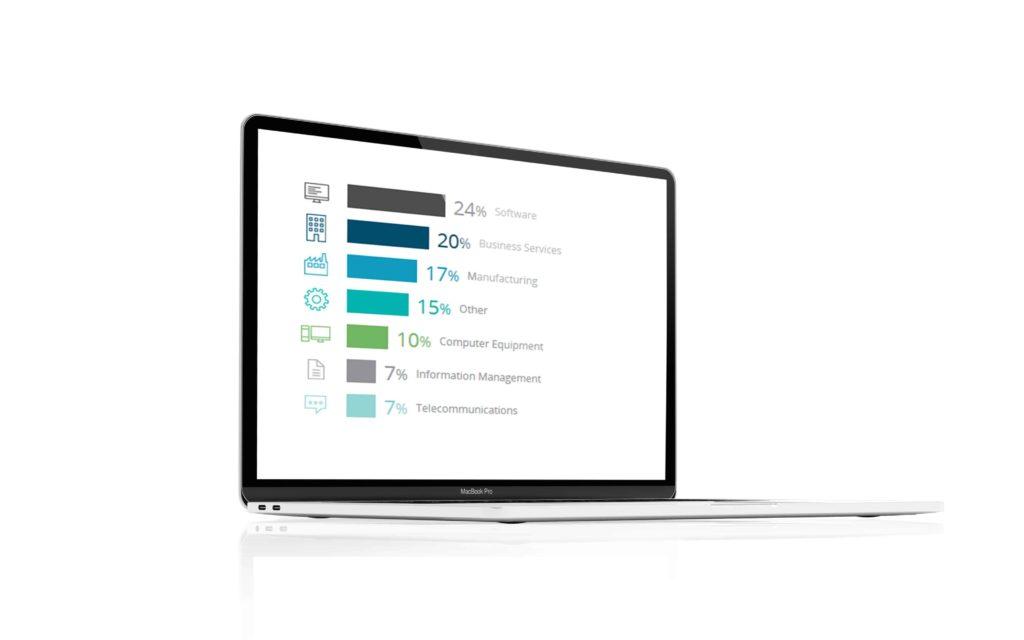 24% Software
20% Business Services
17% Manufacturing
15% Other
10% Computer Equipment
7% Information Management
7% Telecommunications
MacBook Pro